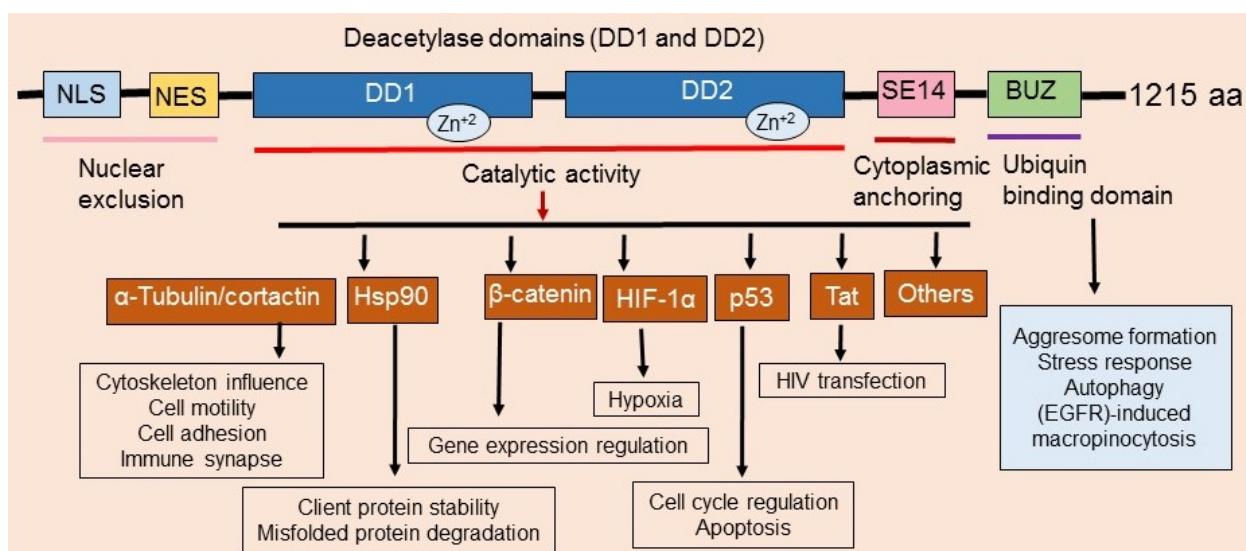 Deacetylase domains (DD1 and DD2)
NLS
NES
DD1
DD2
SE14
BUZ
1215 aa
Zn+2
Zn+2
Nuclear
exclusion
Catalytic activity
Cytoplasmic
anchoring
Ubiquin
binding domain
α-Tubulin/cortactin
Hsp90
β-catenin
HIF-1α
p53
Tat
Others
Cytoskeleton influence
Cell motility
Cell adhesion
Immune synapse
Client protein stability
Misfolded protein degradation
Gene expression regulation
Hypoxia
Cell cycle regulation
Apoptosis
HIV transfection
Aggresome formation
Stress response
Autophagy
(EGFR)-induced
macropinocytosis